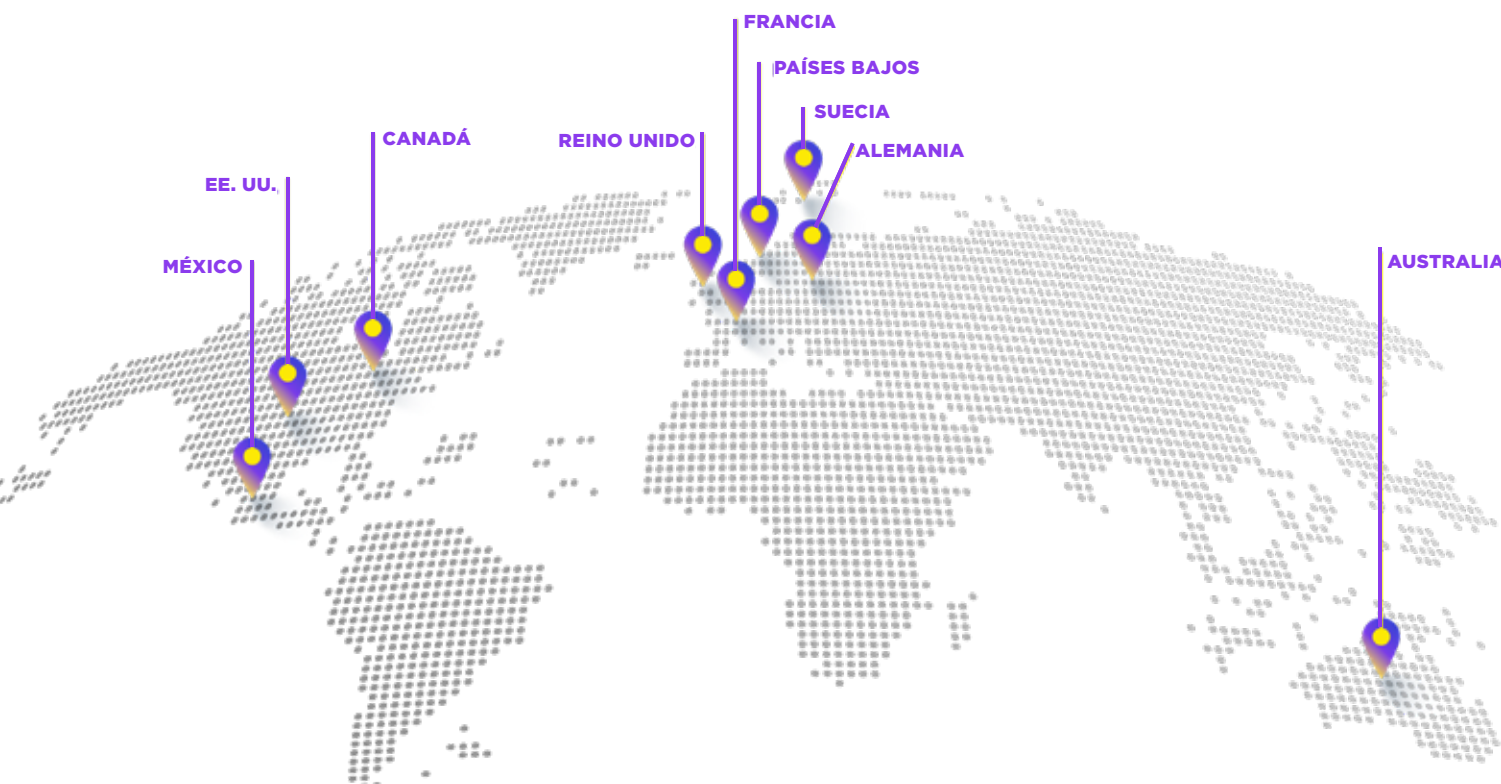 FRANCIA
PAÍSES BAJOS
SUECIA
CANADÁ
REINO UNIDO
ALEMANIA
EE. UU.
MÉXICO
AUSTRALIA